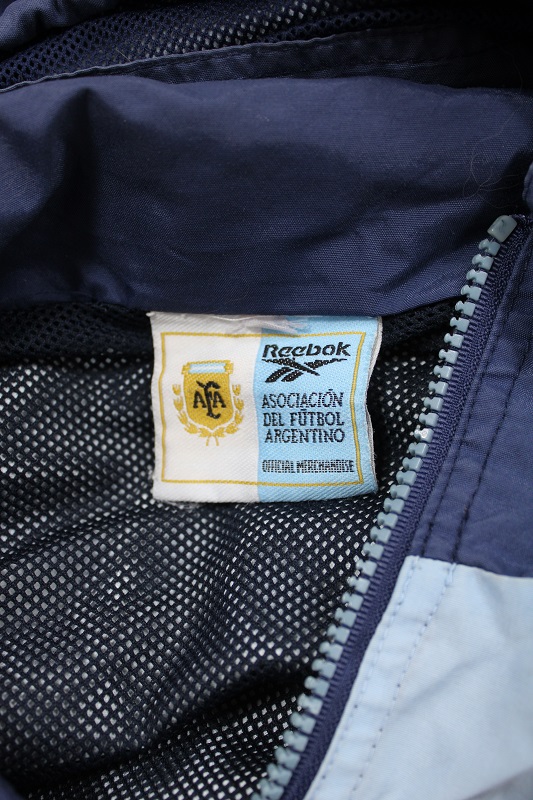 AFA
Reebok
ASOCIACIÓN
DEL FÚTBOL
ARGENTINO
OFFICIAL MERCHANDISE